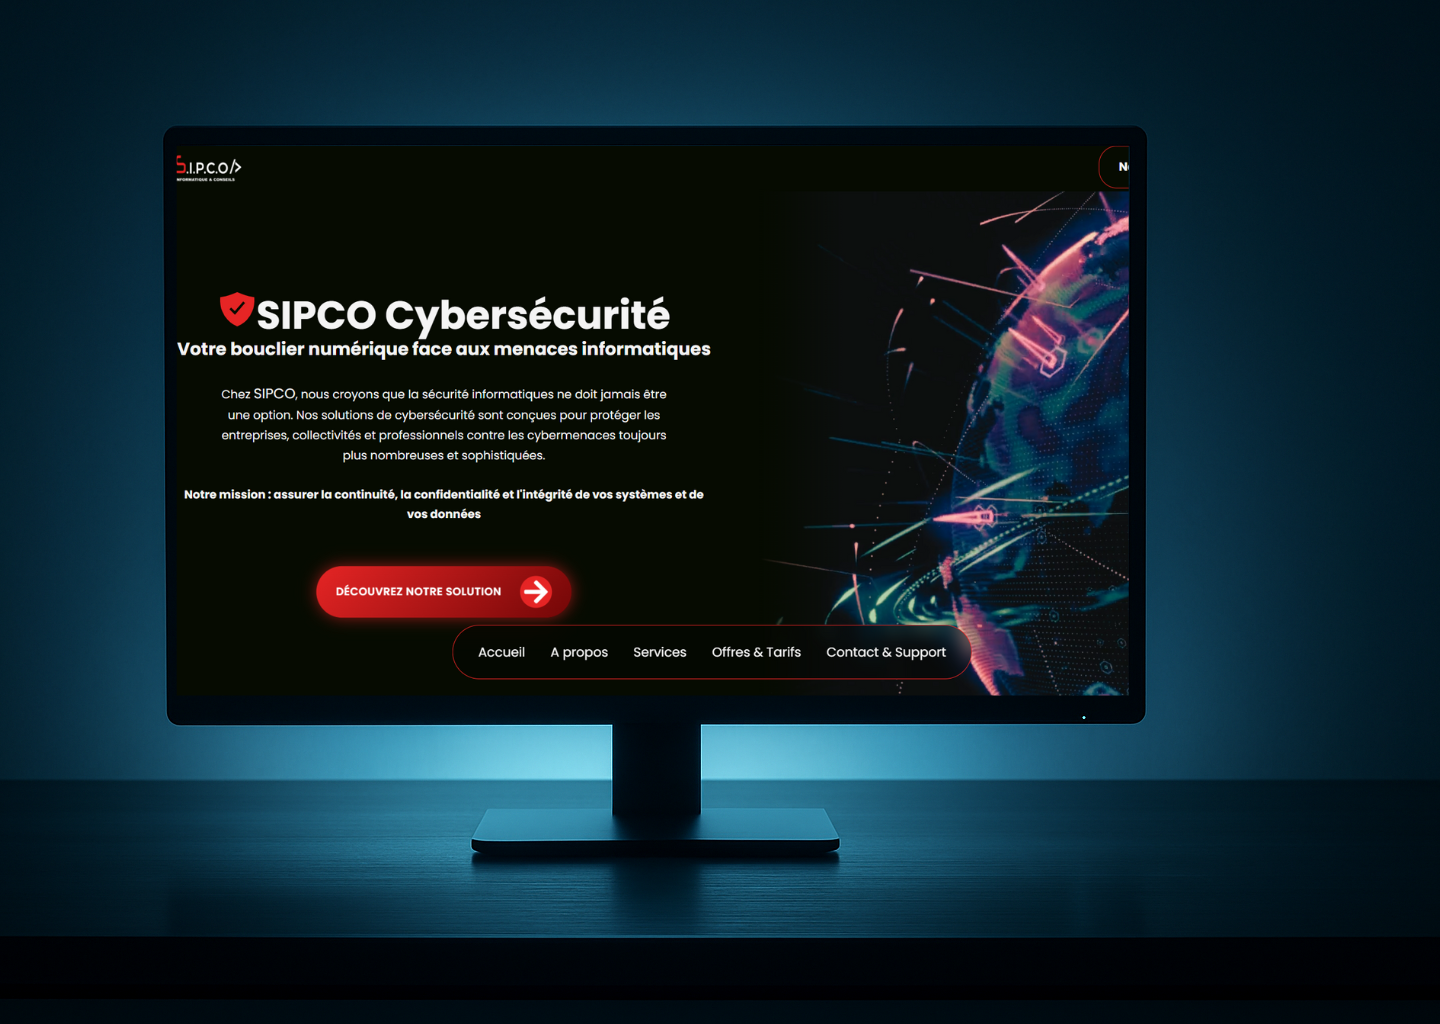 S.I.P.C.O/>
INFORMATIQUE & CONSEILS
SIPCO Cybersécurité
Votre bouclier numérique face aux menaces informatiques
Chez SIPCO, nous croyons que la sécurité informatiques ne doit jamais être
une option. Nos solutions de cybersécurité sont conçues pour protéger les
entreprises, collectivités et professionnels contre les cybermenaces toujours
plus nombreuses et sophistiquées.
Notre mission : assurer la continuité, la confidentialité et l'intégrité de vos systèmes et de
vos données
DÉCOUVREZ NOTRE SOLUTION
Accueil A propos Services Offres & Tarifs Contact & Support